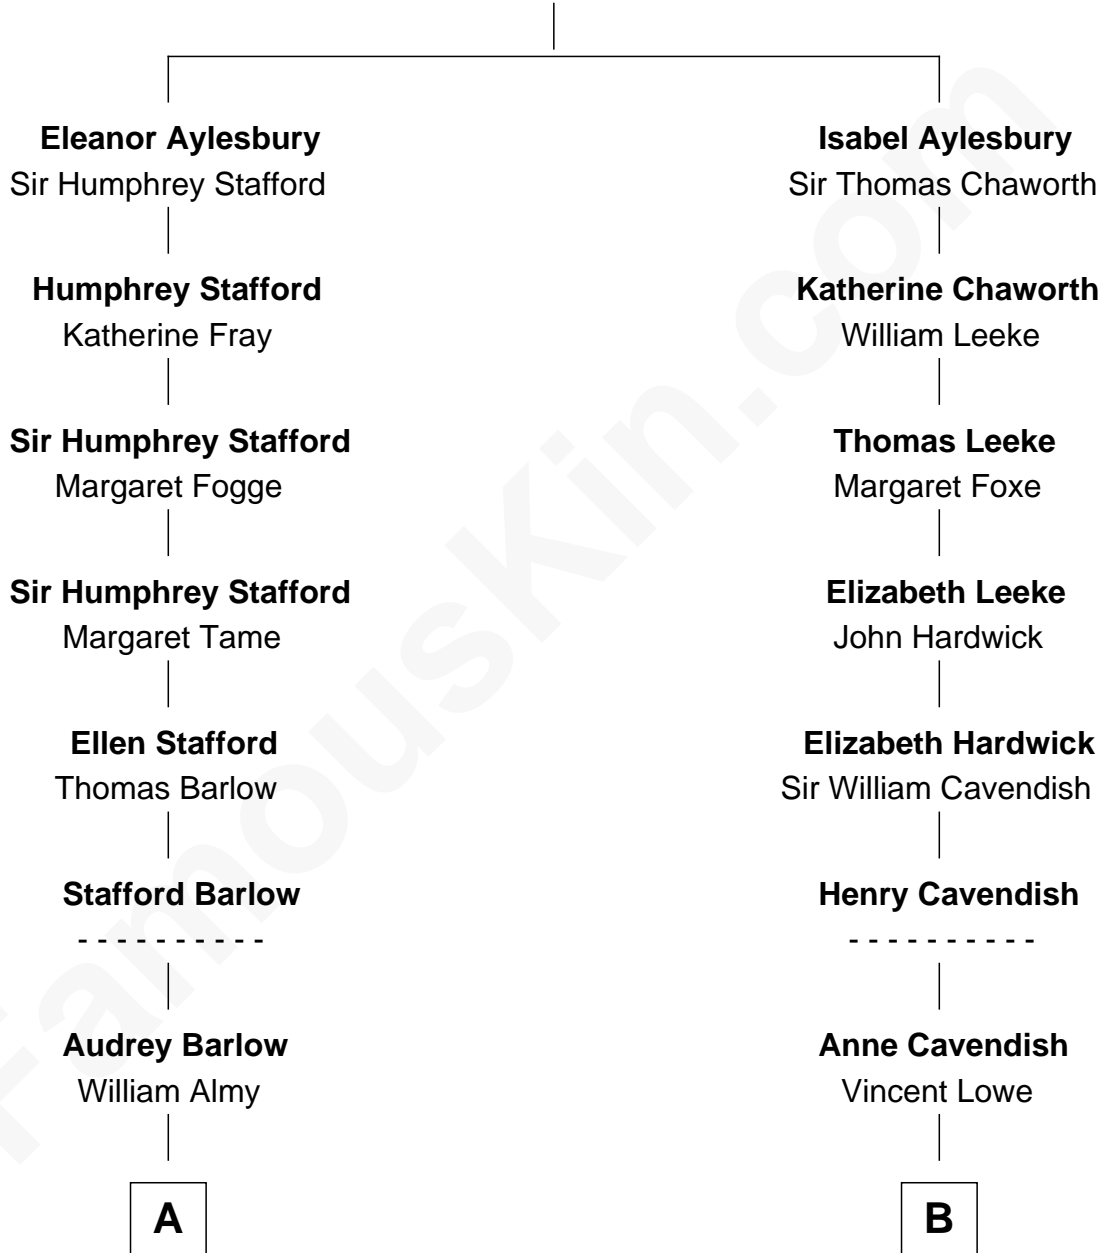 Eleanor Aylesbury
Sir Humphrey Stafford
Isabel Aylesbury
Sir Thomas Chaworth
Humphrey Stafford
Katherine Fray
Katherine Chaworth
William Leeke
Sir Humphrey Stafford
Margaret Fogge
Thomas Leeke
Margaret Foxe
Sir Humphrey Stafford
Margaret Tame
Elizabeth Leeke
John Hardwick
Ellen Stafford
Thomas Barlow
Elizabeth Hardwick
Sir William Cavendish
Stafford Barlow
- - - - - - - - - -
Henry Cavendish
- - - - - - - - - -
Audrey Barlow
William Almy
Anne Cavendish
Vincent Lowe
A
B
FamousKin.com